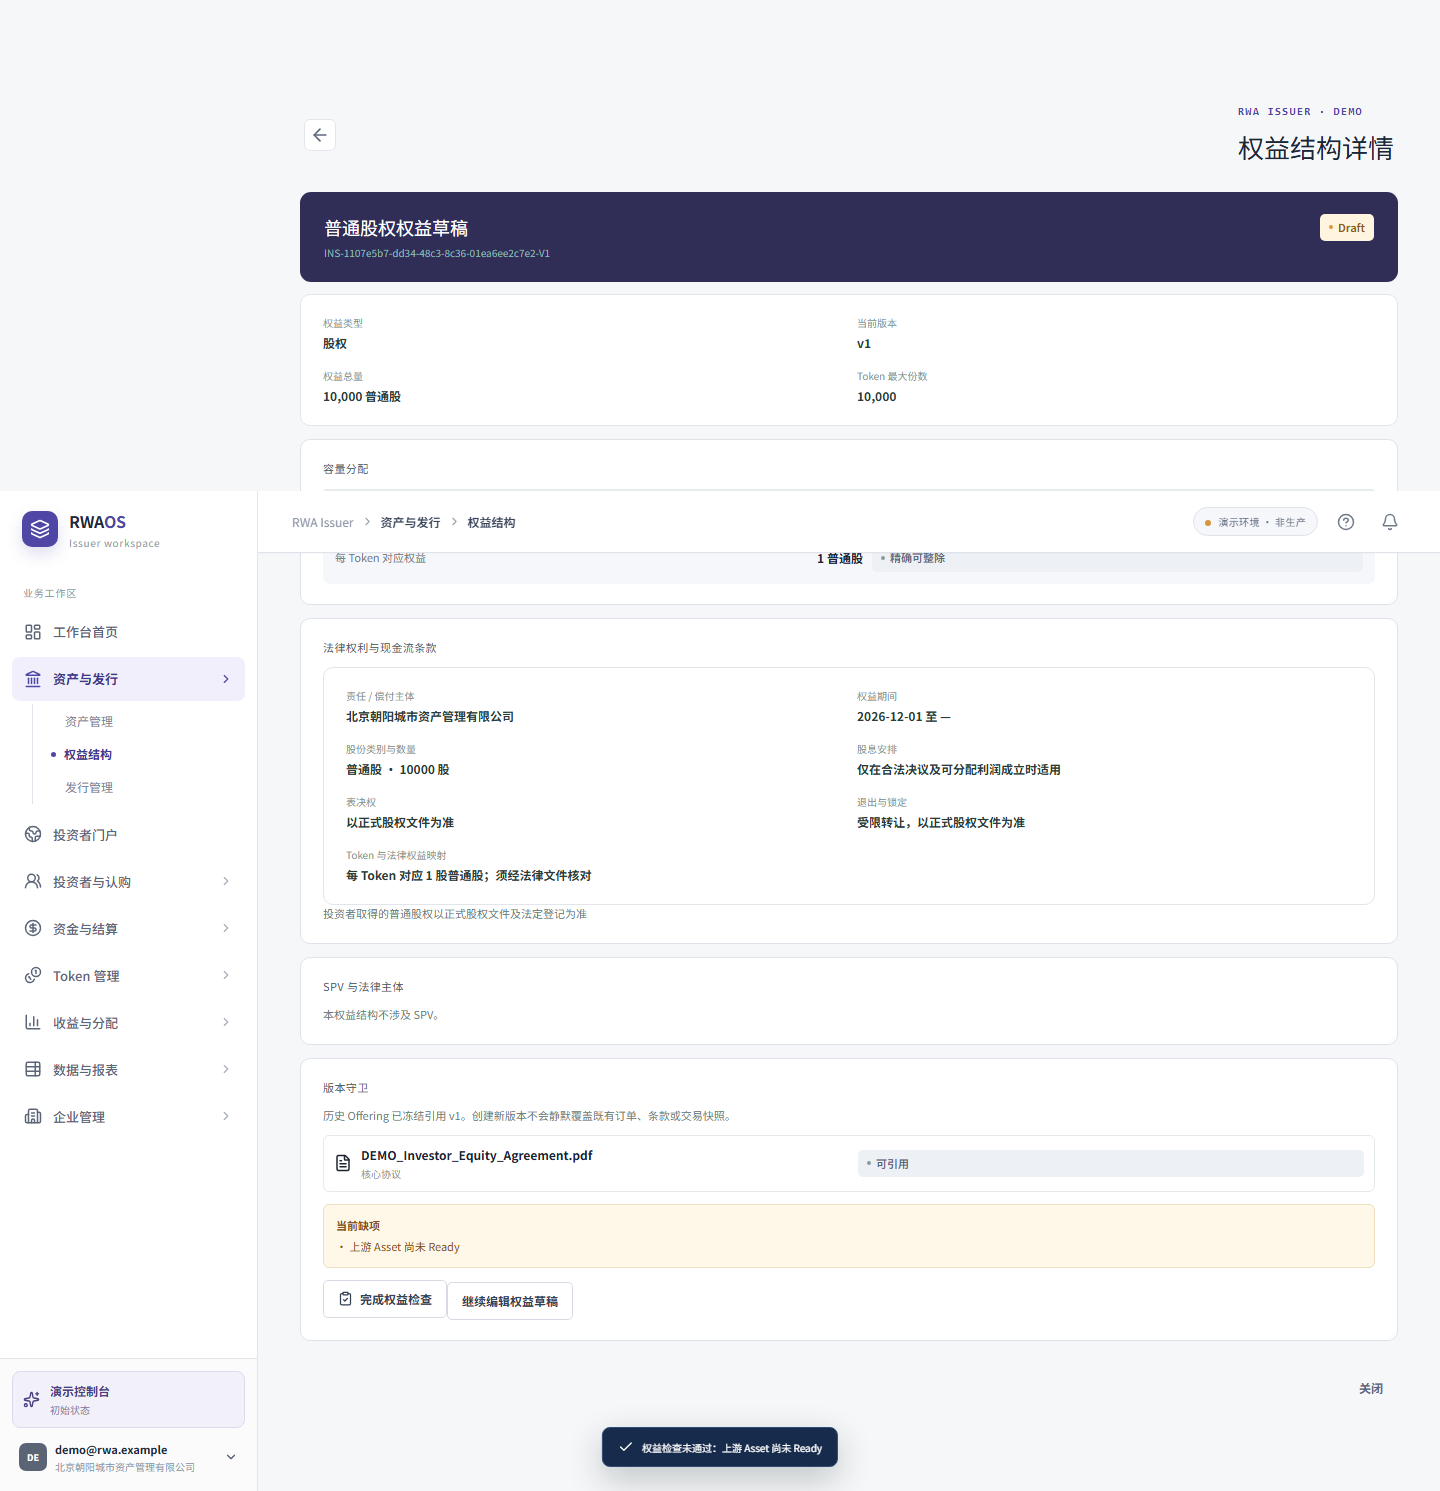 RWA ISSUER · DEMO
权益结构详情
普通股权权益草稿
INS-1107e5b7-dd34-48c3-8c36-01ea6ee2c7e2-V1
Draft
权益类型
股权
当前版本
v1
权益总量
10,000 普通股
Token 最大份数
10,000
容量分配
RWAOS
Issuer workspace
RWA Issuer
资产与发行
权益结构
演示环境 · 非生产
每 Token 对应权益
1 普通股
精确可整除
业务工作区
工作台首页
资产与发行
资产管理
权益结构
发行管理
投资者门户
投资者与认购
资金与结算
Token 管理
收益与分配
数据与报表
企业管理
法律权利与现金流条款
责任 / 偿付主体
北京朝阳城市资产管理有限公司
权益期间
2026-12-01 至 —
股份类别与数量
普通股 · 10000 股
股息安排
仅在合法决议及可分配利润成立时适用
表决权
以正式股权文件为准
退出与锁定
受限转让，以正式股权文件为准
Token 与法律权益映射
每 Token 对应 1 股普通股；须经法律文件核对
投资者取得的普通股权以正式股权文件及法定登记为准
SPV 与法律主体
本权益结构不涉及 SPV。
版本守卫
历史 Offering 已冻结引用 v1。创建新版本不会静默覆盖既有订单、条款或交易快照。
DEMO_Investor_Equity_Agreement.pdf
核心协议
可引用
当前缺项
· 上游 Asset 尚未 Ready
完成权益检查
继续编辑权益草稿
关闭
演示控制台
初始状态
DE
demo@rwa.example
北京朝阳城市资产管理有限公司
权益检查未通过：上游 Asset 尚未 Ready